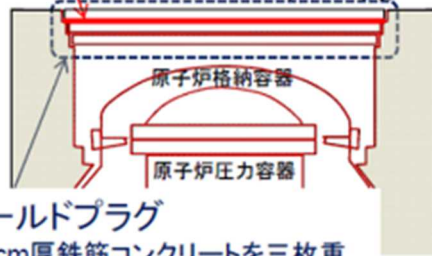 原子炉格納容器
原子炉圧力容器
ールドプラグ
cm厚鉄筋コンクリートを三枚重